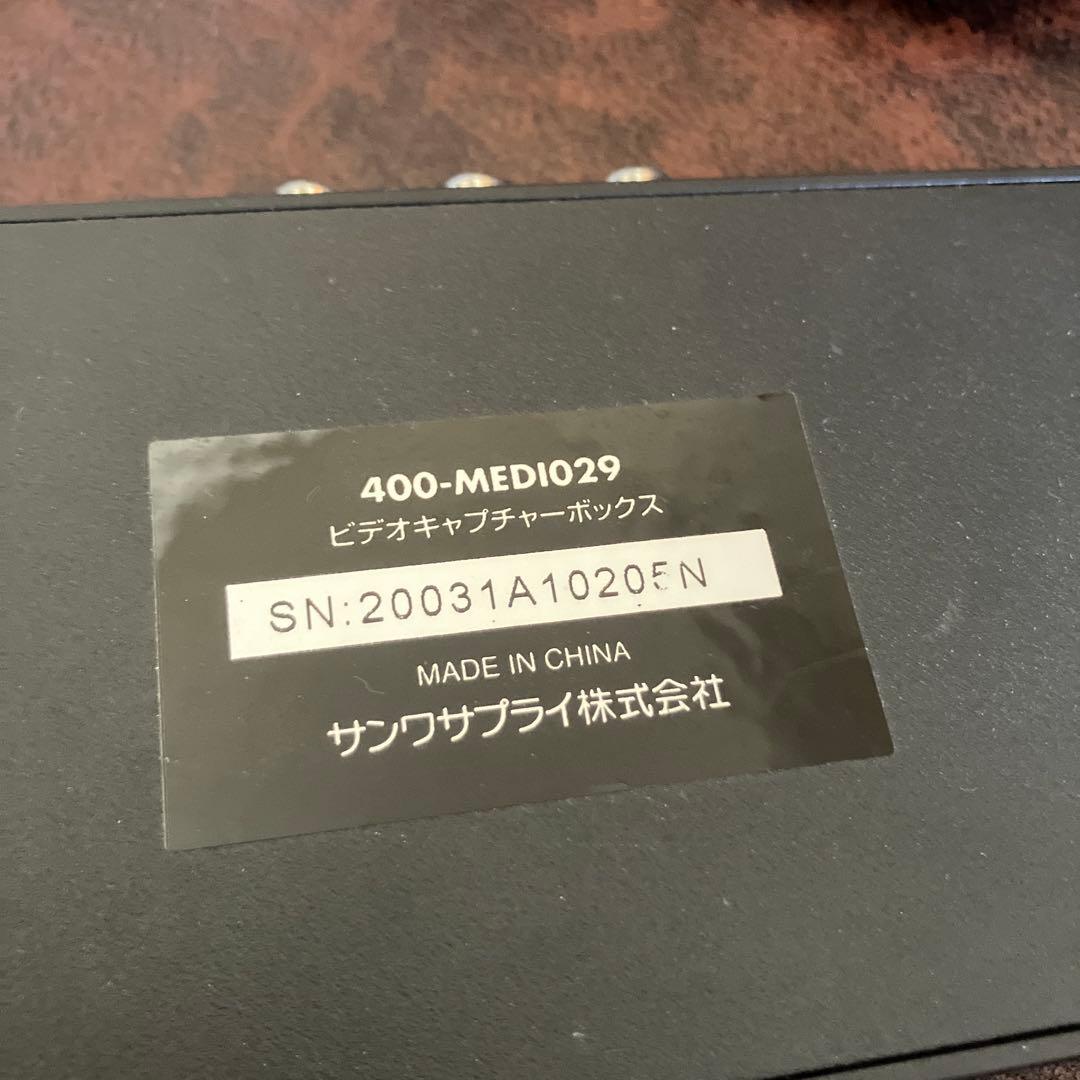 400-MEDI029
ビデオキャプチャーボックス
SN:20031A10205N
MADE IN CHINA
サンワサプライ株式会社